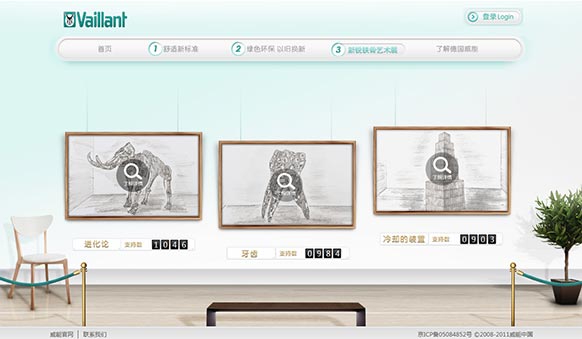 Vaillant
登录 Login
首页
1 舒适新标准
2 绿色环保 以旧换新
3 新锐铁骨艺术展
了解德国威能
了解详情
了解详情
了解详情
进化论 支持数 1046
牙齿 支持数 0984
冷却的装置 支持数 0903
威能官网 | 联系我们
京ICP备05084852号 ©2008-2011威能中国